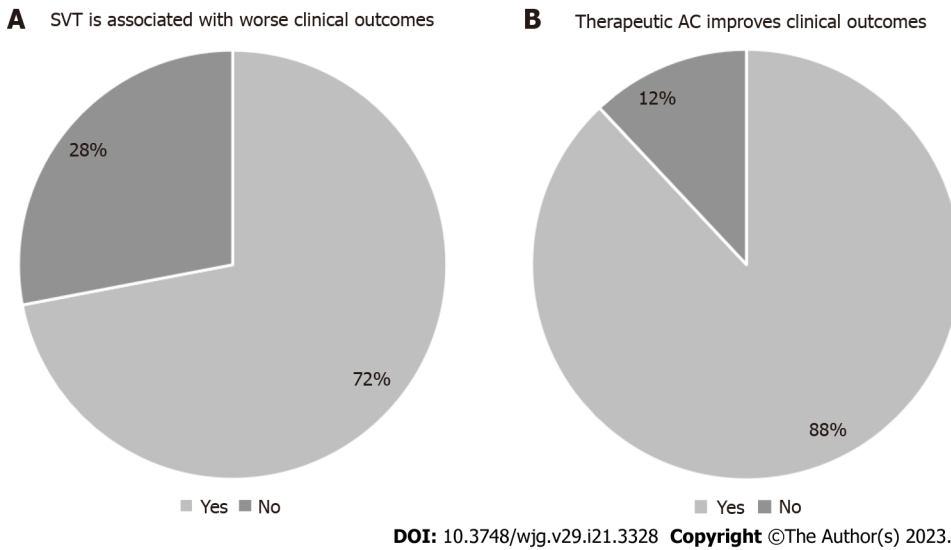 A SVT is associated with worse clinical outcomes
28%
72%
Yes No
B Therapeutic AC improves clinical outcomes
12%
88%
Yes No
DOI: 10.3748/wjg.v29.i21.3328 Copyright ©The Author(s) 2023.